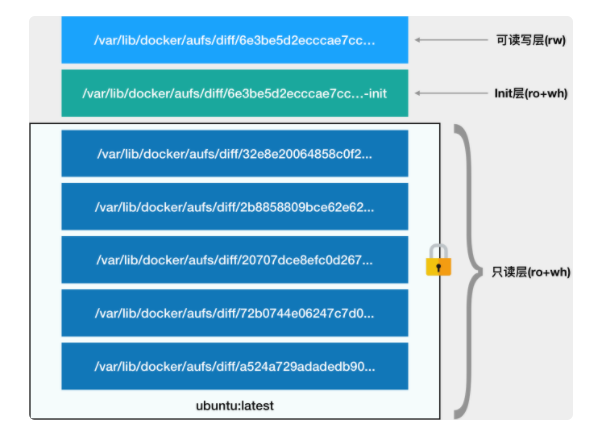 /var/lib/docker/aufs/diff/6e3be5d2ecccae7cc...
可读写层(rw)
/var/lib/docker/aufs/diff/6e3be5d2ecccae7cc...-init
Init层(ro+wh)
/var/lib/docker/aufs/diff/32e8e20064858c0f2...
/var/lib/docker/aufs/diff/2b8858809bce62e62...
/var/lib/docker/aufs/diff/20707dce8efc0d267...
只读层(ro+wh)
/var/lib/docker/aufs/diff/72b0744e06247c7d0...
/var/lib/docker/aufs/diff/a524a729adadedb90...
ubuntu:latest